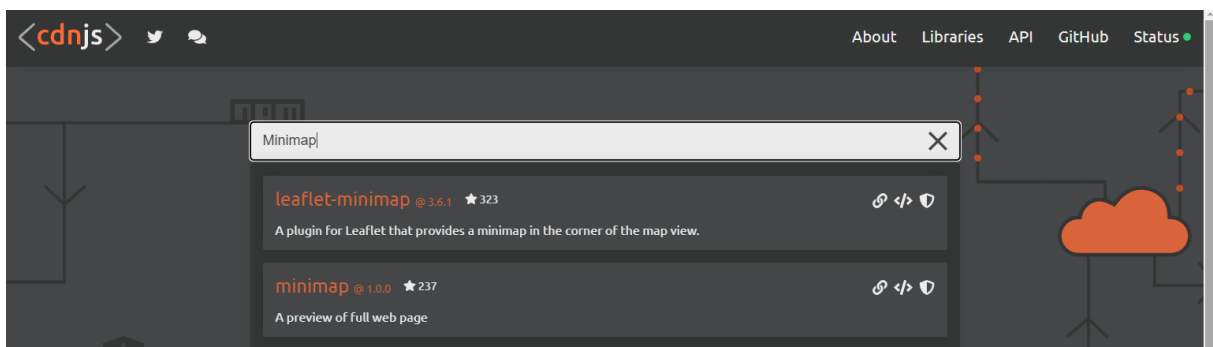 <cdnjs>
About Libraries API GitHub Status
npm
Minimap
leaflet-minimap @ 3.6.1 323
A plugin for Leaflet that provides a minimap in the corner of the map view.
minimap @ 1.0.0 237
A preview of full web page